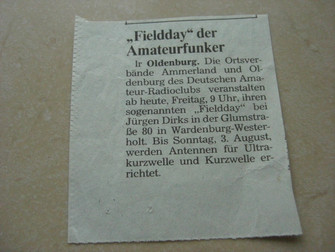 „Fieldday“ der
Amateurfunker
lr Oldenburg. Die Ortsver-
bände Ammerland und Ol-
denburg des Deutschen Ama-
teur-Radioclubs veranstalten
ab heute, Freitag, 9 Uhr, ihren
sogenannten „Fieldday“ bei
Jürgen Dirks in der Glumstra-
ße 80 in Wardenburg-Wester-
holt. Bis Sonntag, 3. August,
werden Antennen für Ultra-
kurzwelle und Kurzwelle er-
richtet.